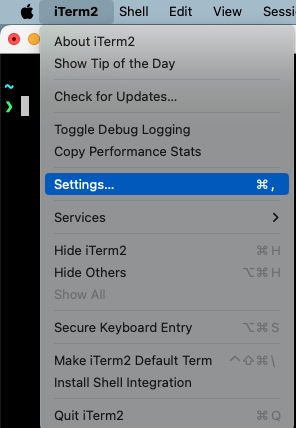 iTerm2 Shell Edit View Sessi
About iTerm2
Show Tip of the Day
Check for Updates...
Toggle Debug Logging
Copy Performance Stats
Settings... ⌘ ,
Services >
Hide iTerm2 ⌘ H
Hide Others ⌥⌘ H
Show All
Secure Keyboard Entry ⌥⌘ S
Make iTerm2 Default Term ^⇧⌘ \
Install Shell Integration
Quit iTerm2 ⌘ Q
~
❯